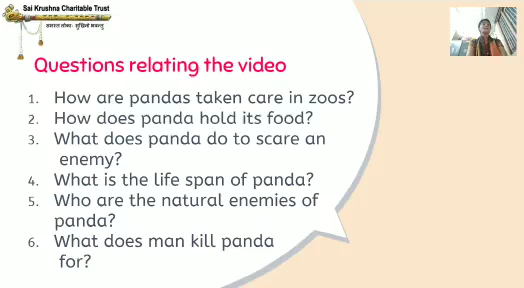 Sai Krushna Charitable Trust
समस्त लोकाः सुखिनो भवन्तु
Questions relating the video
1. How are pandas taken care in zoos?
2. How does panda hold its food?
3. What does panda do to scare an
enemy?
4. What is the life span of panda?
5. Who are the natural enemies of
panda?
6. What does man kill panda
for?